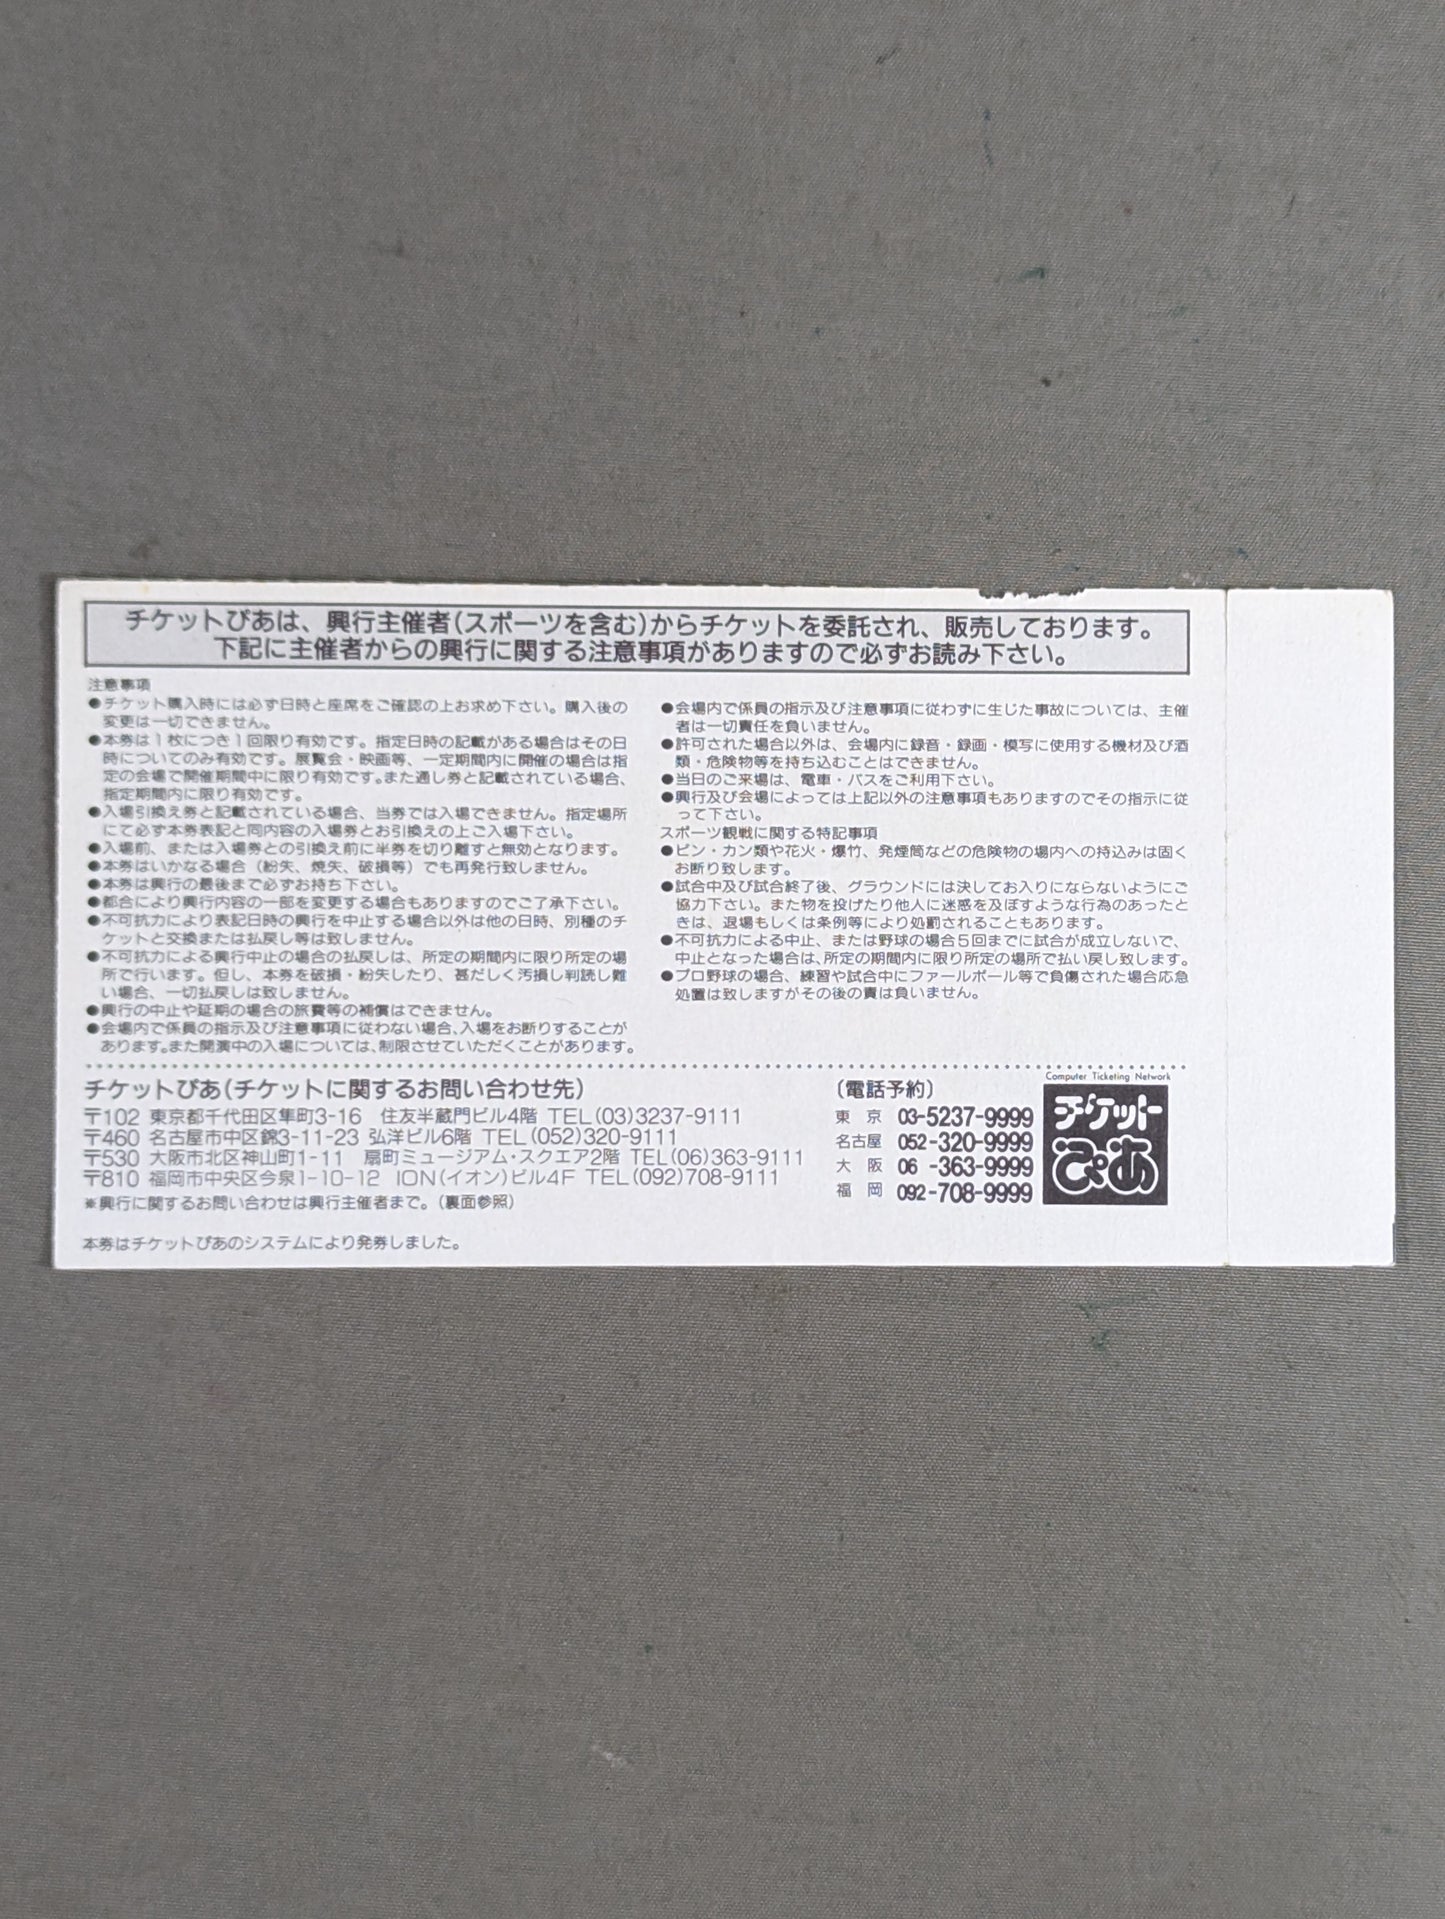 チケットぴあは、興行主催者(スポーツを含む)からチケットを委託され、販売しております。
下記に主催者からの興行に関する注意事項がありますので必ずお読み下さい。
注意事項
●チケット購入時には必ず日時と座席をご確認の上お求め下さい。購入後の
変更は一切できません。
●本券は1枚につき1回限り有効です。指定日時の記載がある場合はその日
時についてのみ有効です。展覧会・映画等、一定期間内に開催の場合は指
定の会場で開催期間中に限り有効です。また通し券と記載されている場合、
指定期間内に限り有効です。
●入場引換え券と記載されている場合、当券では入場できません。指定場所
にて必ず本券表記と同内容の入場券とお引換えの上ご入場下さい。
●入場前、または入場券との引換え前に半券を切り離すと無効となります。
●本券はいかなる場合（紛失、焼失、破損等）でも再発行致しません。
●本券は興行の最後まで必ずお持ち下さい。
●都合により興行内容の一部を変更する場合もありますのでご了承下さい。
●不可抗力により表記日時の興行を中止する場合以外は他の日時、別種のチ
ケットと交換または払戻し等は致しません。
●不可抗力による興行中止の場合の払戻しは、所定の期間内に限り所定の場
所で行います。但し、本券を破損・紛失したり、甚だしく汚損し判読し難
い場合、一切払戻しは致しません。
●興行の中止や延期の場合の旅費等の補償はできません。
●会場内で係員の指示及び注意事項に従わない場合、入場をお断りすることが
あります。また開演中の入場については、制限させていただくことがあります。
●会場内で係員の指示及び注意事項に従わずに生じた事故については、主催
者は一切責任を負いません。
●許可された場合以外は、会場内に録音・録画・模写に使用する機材及び酒
類・危険物等を持ち込むことはできません。
●当日のご来場は、電車・バスをご利用下さい。
●興行及び会場によっては上記以外の注意事項もありますのでその指示に従
って下さい。
スポーツ観戦に関する特記事項
●ビン・カン類や花火・爆竹、発煙筒などの危険物の場内への持込みは固く
お断り致します。
●試合中及び試合終了後、グラウンドには決してお入りにならないようにご
協力下さい。また物を投げたり他人に迷惑を及ぼすような行為のあったと
きは、退場もしくは条例等により処罰されることもあります。
●不可抗力による中止、または野球の場合5回までに試合が成立しないで、
中止となった場合は、所定の期間内に限り所定の場所で払い戻し致します。
●プロ野球の場合、練習や試合中にファールボール等で負傷された場合応急
処置は致しますがその後の責は負いません。
チケットぴあ(チケットに関するお問い合わせ先)
〒102 東京都千代田区隼町3-16 住友半蔵門ビル4階 TEL(03)3237-9111
〒460 名古屋市中区錦3-11-23 弘洋ビル6階 TEL(052)320-9111
〒530 大阪市北区神山町1-11 扇町ミュージアム・スクエア2階 TEL(06)363-9111
〒810 福岡市中央区今泉1-10-12 ION(イオン)ビル4F TEL(092)708-9111
※興行に関するお問い合わせは興行主催者まで。(裏面参照)
本券はチケットぴあのシステムにより発券しました。
〔電話予約〕
東京 03-5237-9999
名古屋 052-320-9999
大阪 06-363-9999
福岡 092-708-9999
Computer Ticketing Network
チケット
ぴあ